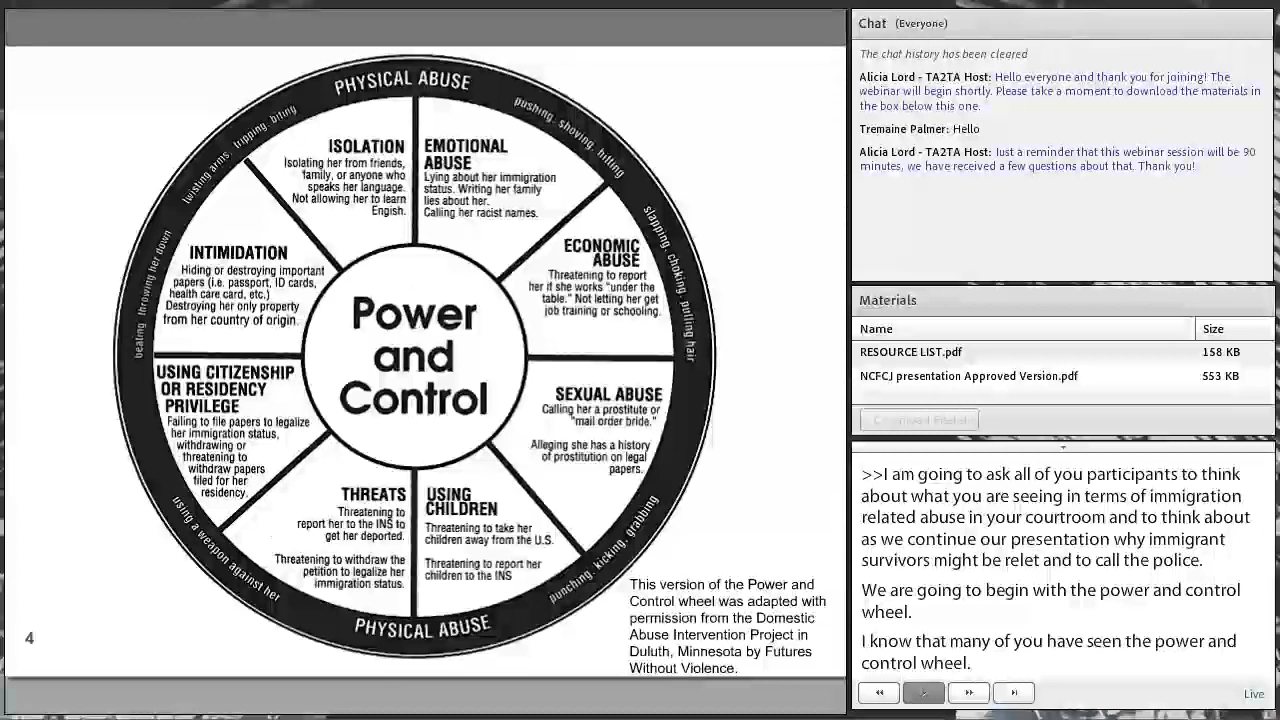 PHYSICAL ABUSE
pushing, shoving, hitting
slapping, choking, pulling hair
punching, kicking, grabbing
PHYSICAL ABUSE
using a weapon against her
beating throwing her down
twisting arms, tripping, biting
ISOLATION
Isolating her from friends,
family, or anyone who
speaks her language.
Not allowing her to learn
Engish.
EMOTIONAL
ABUSE
Lying about her immigration
status. Writing her family
lies about her.
Calling her racist names.
ECONOMIC
ABUSE
Threatening to report
her if she works "under the
table." Not letting her get
job training or schooling.
SEXUAL ABUSE
Calling her a prostitute or
"mail order bride."
Alleging she has a history
of prostitution on legal
papers.
USING
CHILDREN
Threatening to take her
children away from the U.S.
Threatening to report her
children to the INS
THREATS
Threatening to
report her to the INS to
get her deported.
Threatening to withdraw the
petition to legalize her
immigration status.
USING CITIZENSHIP
OR RESIDENCY
PRIVILEGE
Failing to file papers to legalize
her immigration status,
withdrawing or
threatening to
withdraw papers
filed for her
residency.
INTIMIDATION
Hiding or destroying important
papers (i.e. passport, ID cards,
health care card, etc.)
Destroying her only property
from her country of origin.
Power
and
Control
This version of the Power and
Control wheel was adapted with
permission from the Domestic
Abuse Intervention Project in
Duluth, Minnesota by Futures
Without Violence.
4
Chat (Everyone)
The chat history has been cleared
Alicia Lord - TA2TA Host: Hello everyone and thank you for joining! The
webinar will begin shortly. Please take a moment to download the materials in
the box below this one.
Tremaine Palmer: Hello
Alicia Lord - TA2TA Host: Just a reminder that this webinar session will be 90
minutes, we have received a few questions about that. Thank you!
Materials
Name Size
RESOURCE LIST.pdf 158 KB
NCFCJ presentation Approved Version.pdf 553 KB
>>I am going to ask all of you participants to think
about what you are seeing in terms of immigration
related abuse in your courtroom and to think about
as we continue our presentation why immigrant
survivors might be relet and to call the police.
We are going to begin with the power and control
wheel.
I know that many of you have seen the power and
control wheel.
Live